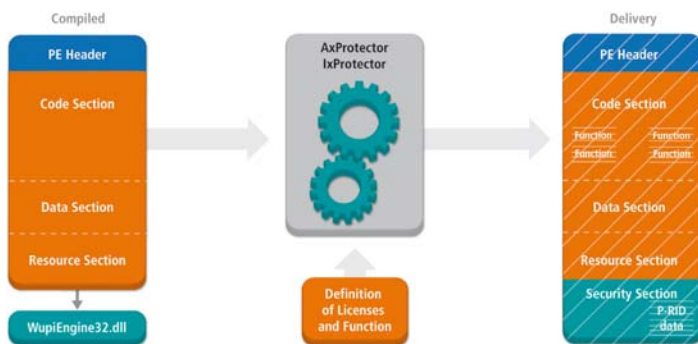 Compiled
PE Header
Code Section
Data Section
Resource Section
WupiEngine32.dll
AxProtector
IxProtector
Definition
of Licenses
and Function
Delivery
PE Header
Code Section
Function Function
Function Function
Data Section
Resource Section
Security Section
P-RID
data